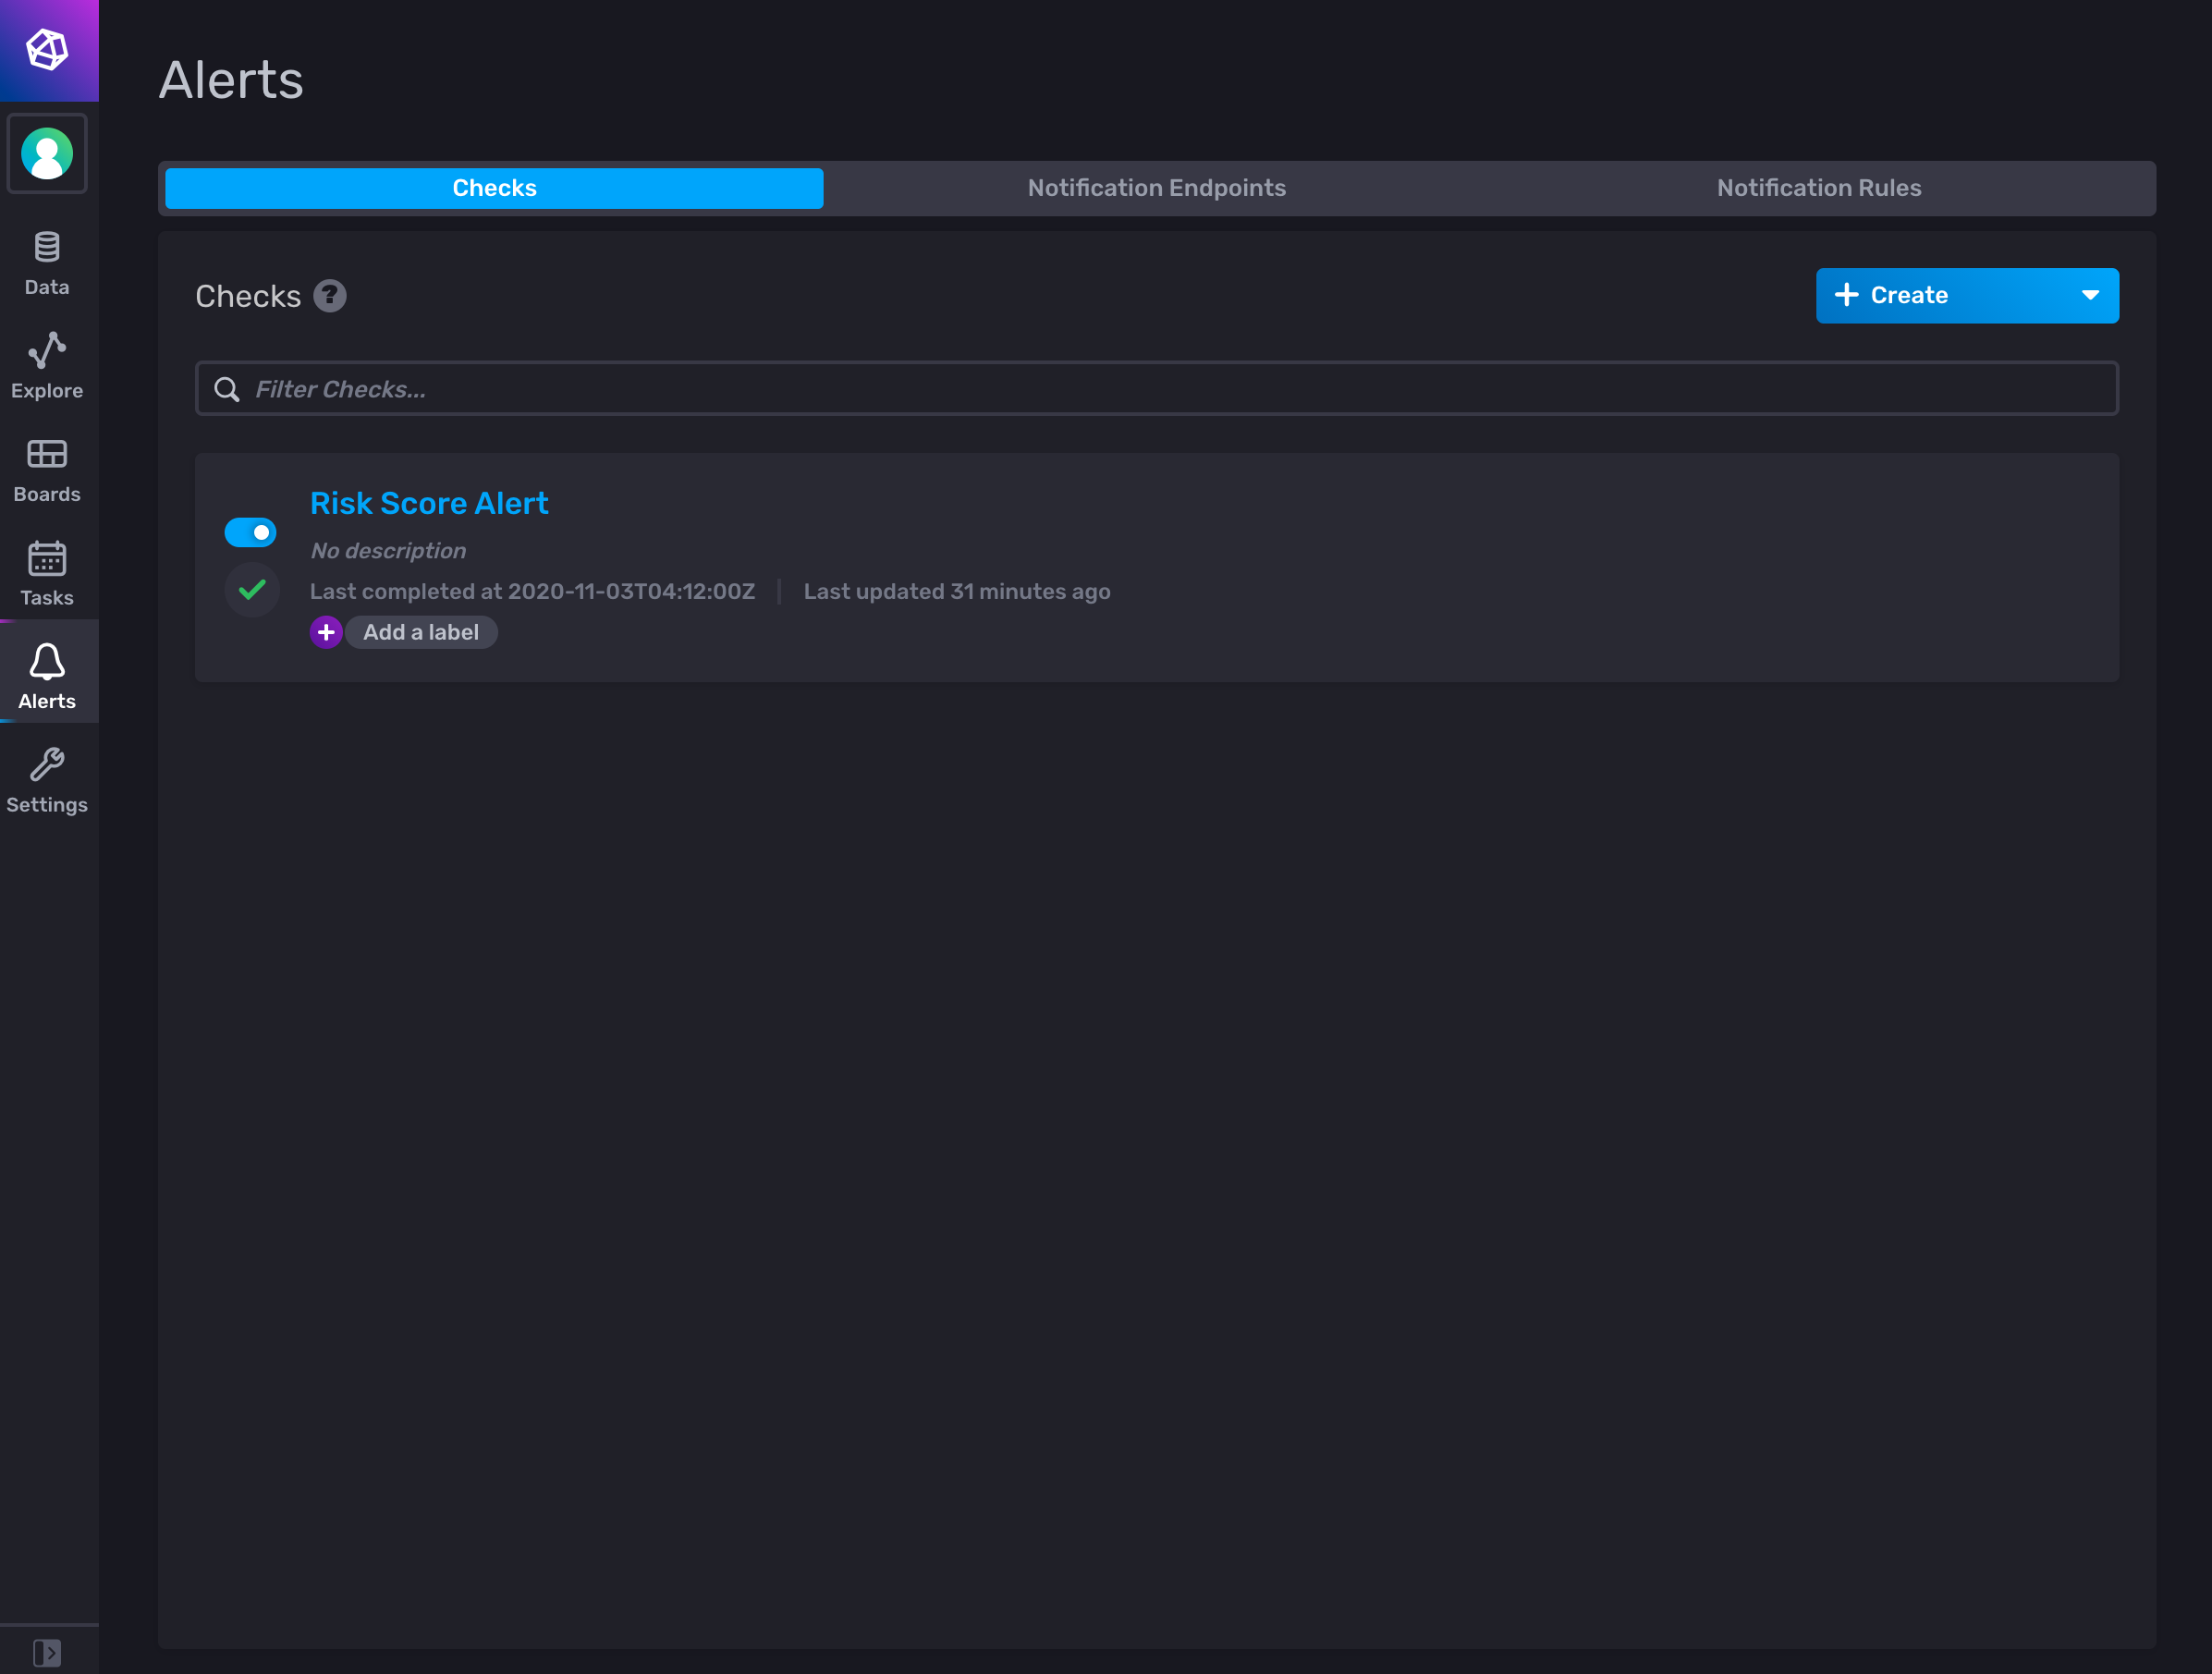 Alerts
Checks
Notification Endpoints
Notification Rules
Data
Checks ?
Create
Explore
Filter Checks...
Boards
Risk Score Alert
No description
Tasks
Last completed at 2020-11-03T04:12:00Z
Last updated 31 minutes ago
Add a label
Alerts
Settings